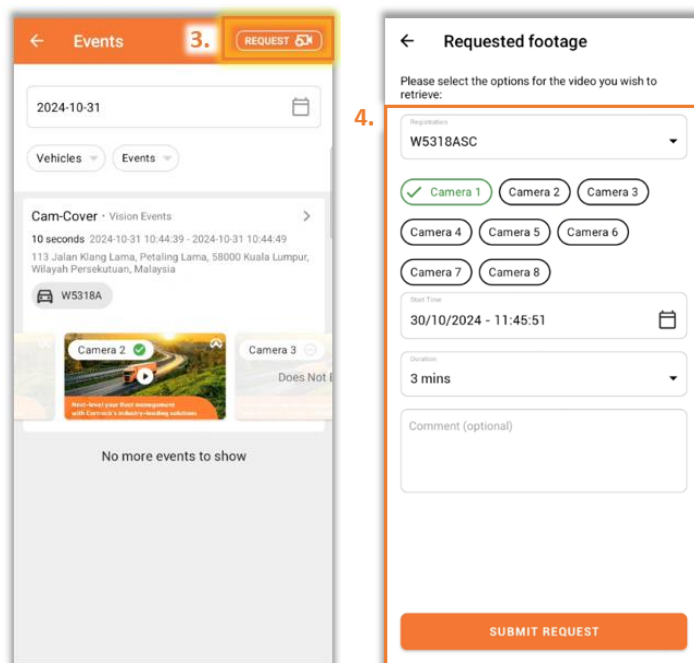 Events
3.
REQUEST
2024-10-31
Vehicles
Events
Cam-Cover · Vision Events
10 seconds 2024-10-31 10:44:39 - 2024-10-31 10:44:49
113 Jalan Klang Lama, Petaling Lama, 58000 Kuala Lumpur,
Wilayah Persekutuan, Malaysia
W5318A
Camera 2
Next-level your fleet management
with Cartrack's industry-leading solutions
Camera 3
Does Not
No more events to show
Requested footage
Please select the options for the video you wish to
retrieve:
4.
Registration
W5318ASC
Camera 1
Camera 2
Camera 3
Camera 4
Camera 5
Camera 6
Camera 7
Camera 8
Start Time
30/10/2024 - 11:45:51
Duration
3 mins
Comment (optional)
SUBMIT REQUEST